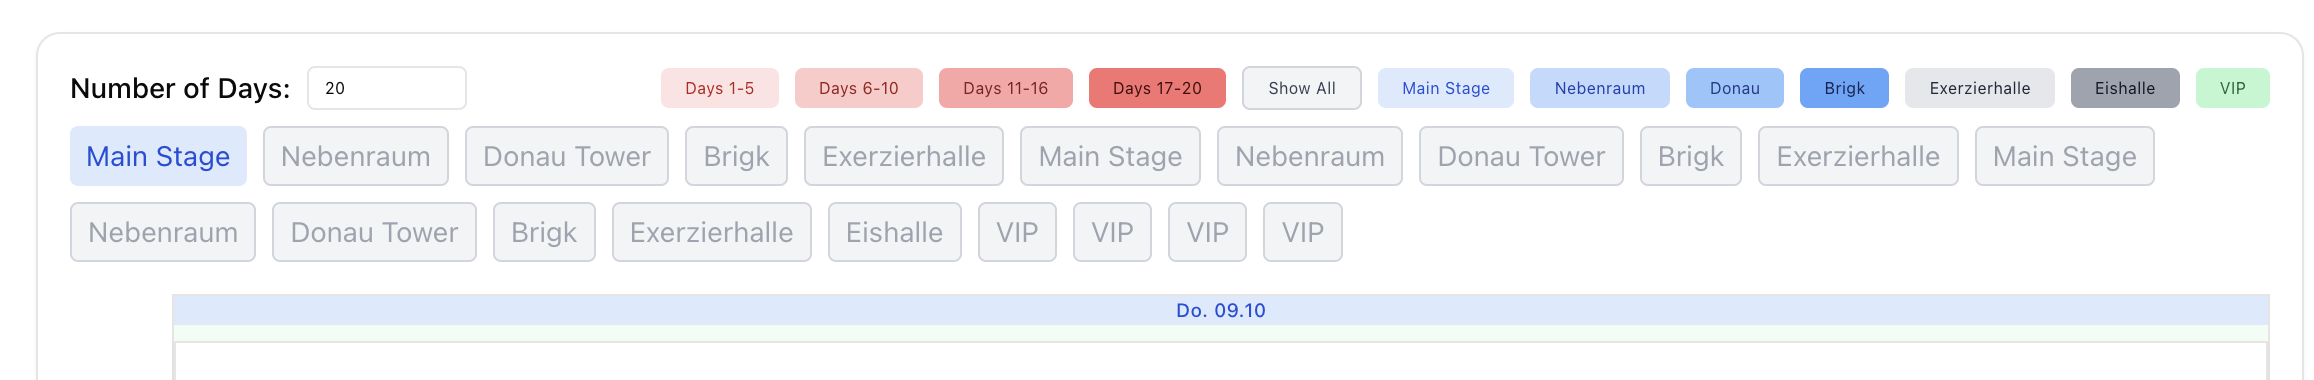 Number of Days: 20 Days 1-5 Days 6-10 Days 11-16 Days 17-20 Show All Main Stage Nebenraum Donau Brigk Exerzierhalle Eishalle VIP
Main Stage Nebenraum Donau Tower Brigk Exerzierhalle Main Stage Nebenraum Donau Tower Brigk Exerzierhalle Main Stage
Nebenraum Donau Tower Brigk Exerzierhalle Eishalle VIP VIP VIP VIP
Do. 09.10